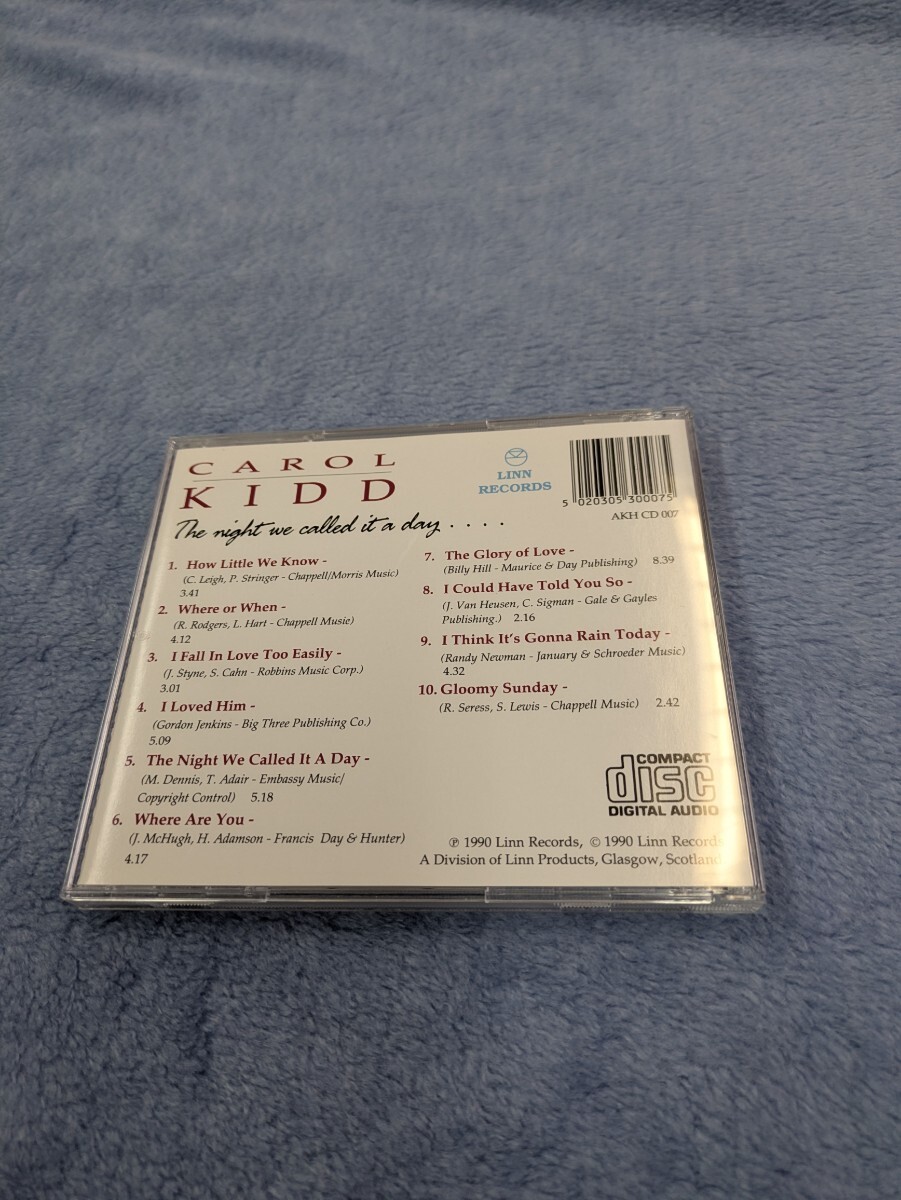 CAROL
KIDD
The night we called it a day . . . .
LINN
RECORDS
5 020305 300075
AKH CD 007
1. How Little We Know -
(C. Leigh, P. Stringer - Chappell/Morris Music)
3.41
2. Where or When -
(R. Rodgers, L. Hart - Chappell Music)
4.12
3. I Fall In Love Too Easily -
(J. Styne, S. Cahn - Robbins Music Corp.)
3.01
4. I Loved Him -
(Gordon Jenkins - Big Three Publishing Co.)
5.09
5. The Night We Called It A Day -
(M. Dennis, T. Adair - Embassy Music/
Copyright Control) 5.18
6. Where Are You -
(J. McHugh, H. Adamson - Francis Day & Hunter)
4.17
7. The Glory of Love -
(Billy Hill - Maurice & Day Publishing) 8.39
8. I Could Have Told You So -
(J. Van Heusen, C. Sigman - Gale & Gayles
Publishing.) 2.16
9. I Think It's Gonna Rain Today -
(Randy Newman - January & Schroeder Music)
4.32
10. Gloomy Sunday -
(R. Seress, S. Lewis - Chappell Music) 2.42
COMPACT
disc
DIGITAL AUDIO
℗ 1990 Linn Records, © 1990 Linn Records
A Division of Linn Products, Glasgow, Scotland